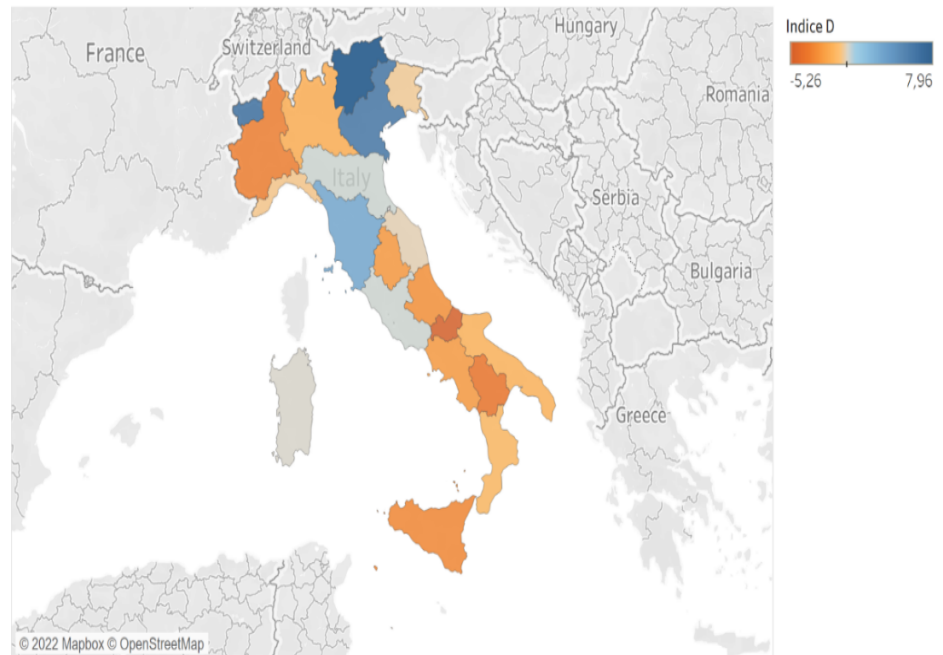 Indice D
-5,26 7,96
Hungary
France
Switzerland
Romania
Italy
Serbia
Bulgaria
Greece
© 2022 Mapbox © OpenStreetMap